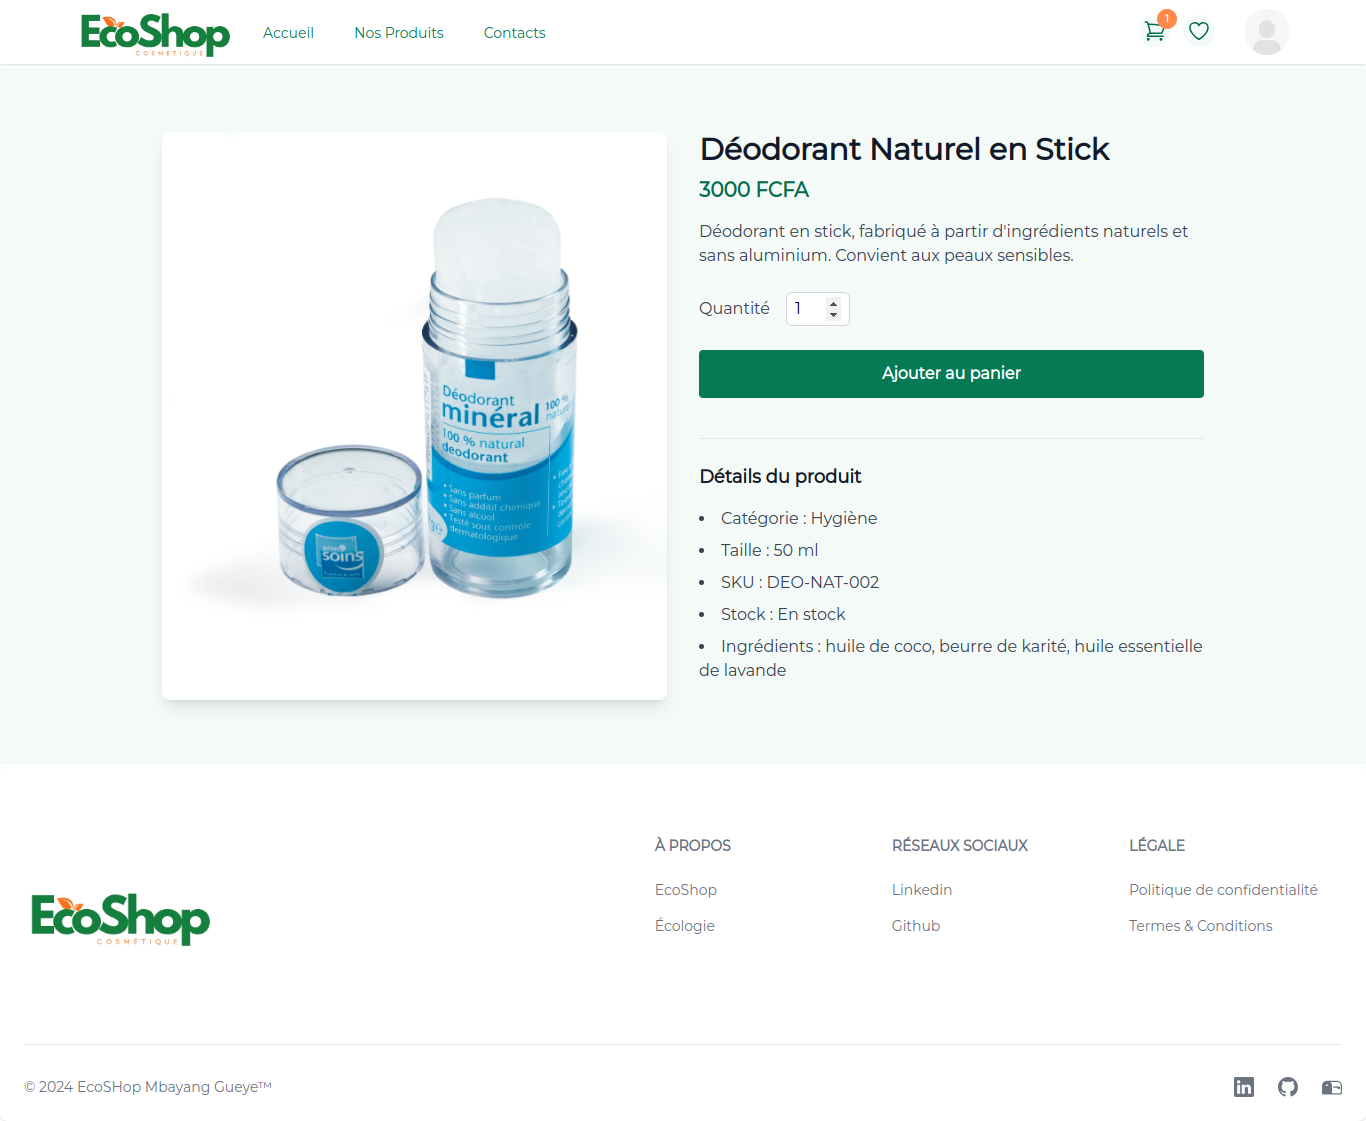 EcoShop
COSMÉTIQUE
Accueil
Nos Produits
Contacts
1
Déodorant Naturel en Stick
3000 FCFA
Déodorant en stick, fabriqué à partir d'ingrédients naturels et
sans aluminium. Convient aux peaux sensibles.
Quantité
1
Ajouter au panier
Déodorant
minéral
100 %
100 % natural
deodorant
• Sans parfum
• Sans additif chimique
• Sans alcool
• Testé sous contrôle
dermatologique
soins
Détails du produit
• Catégorie : Hygiène
• Taille : 50 ml
• SKU : DEO-NAT-002
• Stock : En stock
• Ingrédients : huile de coco, beurre de karité, huile essentielle
de lavande
EcoShop
COSMÉTIQUE
À PROPOS
EcoShop
Écologie
RÉSEAUX SOCIAUX
Linkedin
Github
LÉGALE
Politique de confidentialité
Termes & Conditions
© 2024 EcoSHop Mbayang Gueye™
in